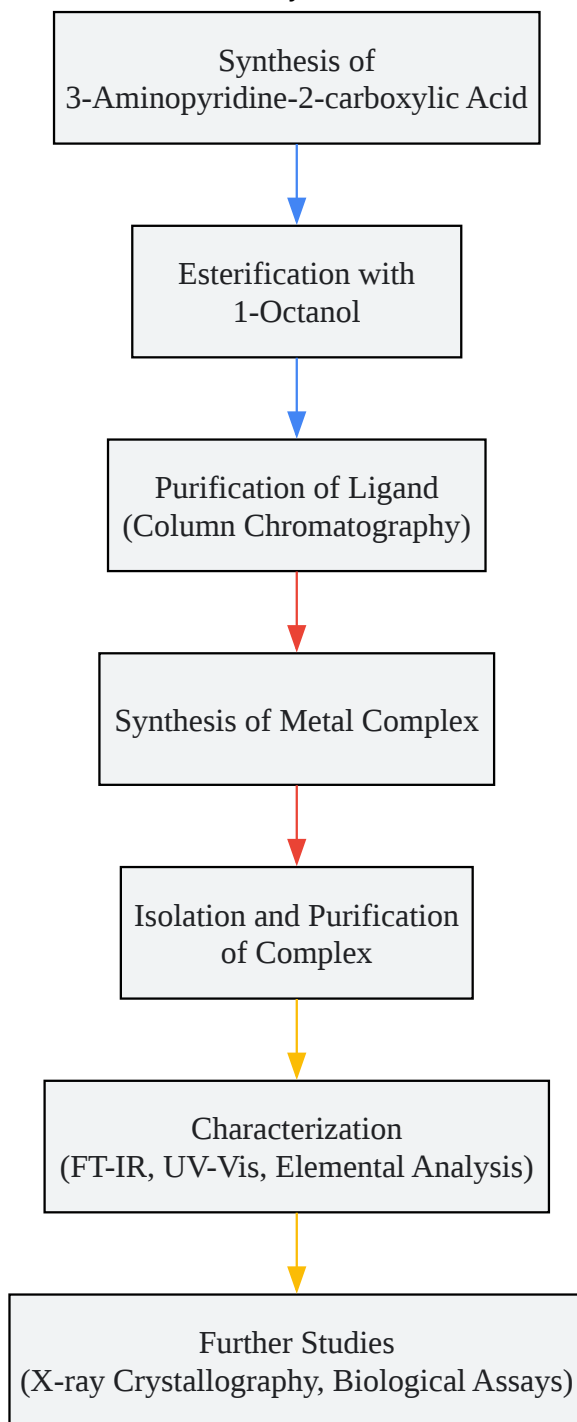 Synthesis of
3-Aminopyridine-2-carboxylic Acid
Esterification with
1-Octanol
Purification of Ligand
(Column Chromatography)
Synthesis of Metal Complex
Isolation and Purification
of Complex
Characterization
(FT-IR, UV-Vis, Elemental Analysis)
Further Studies
(X-ray Crystallography, Biological Assays)